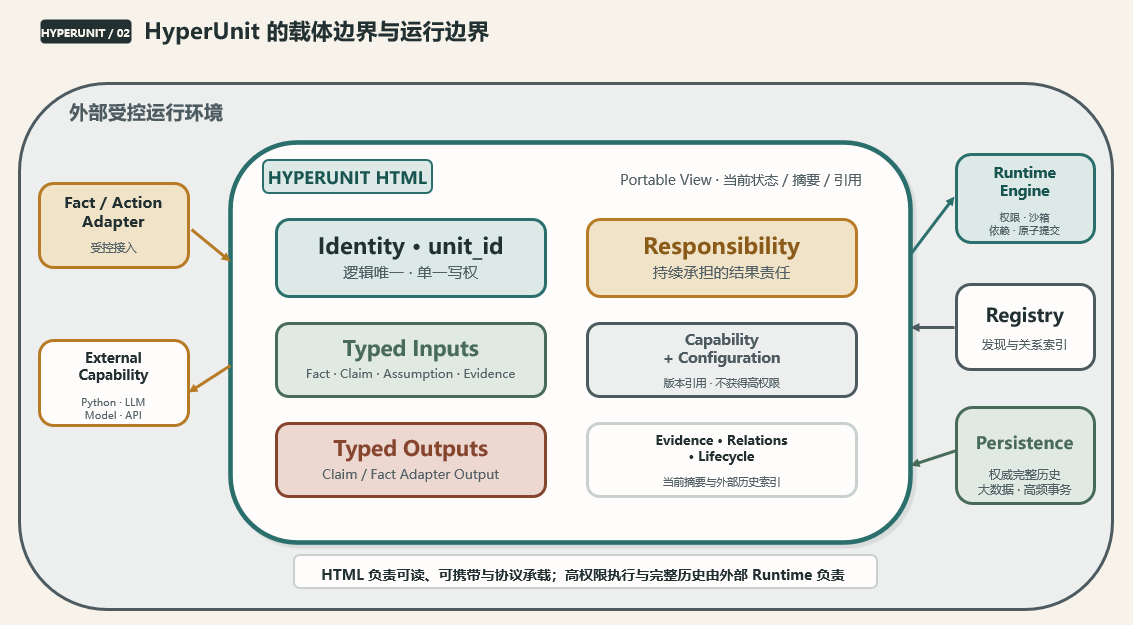 HYPERUNIT / 02
HyperUnit 的载体边界与运行边界
外部受控运行环境
Fact / Action
Adapter
受控接入
External
Capability
Python · LLM
Model · API
HYPERUNIT HTML
Portable View · 当前状态 / 摘要 / 引用
Identity • unit_id
逻辑唯一 · 单一写权
Responsibility
持续承担的结果责任
Typed Inputs
Fact · Claim · Assumption · Evidence
Capability
+ Configuration
版本引用 · 不获得高权限
Typed Outputs
Claim / Fact Adapter Output
Evidence • Relations
• Lifecycle
当前摘要与外部历史索引
Runtime
Engine
权限 · 沙箱
依赖 · 原子提交
Registry
发现与关系索引
Persistence
权威完整历史
大数据 · 高频事务
HTML 负责可读、可携带与协议承载；高权限执行与完整历史由外部 Runtime 负责